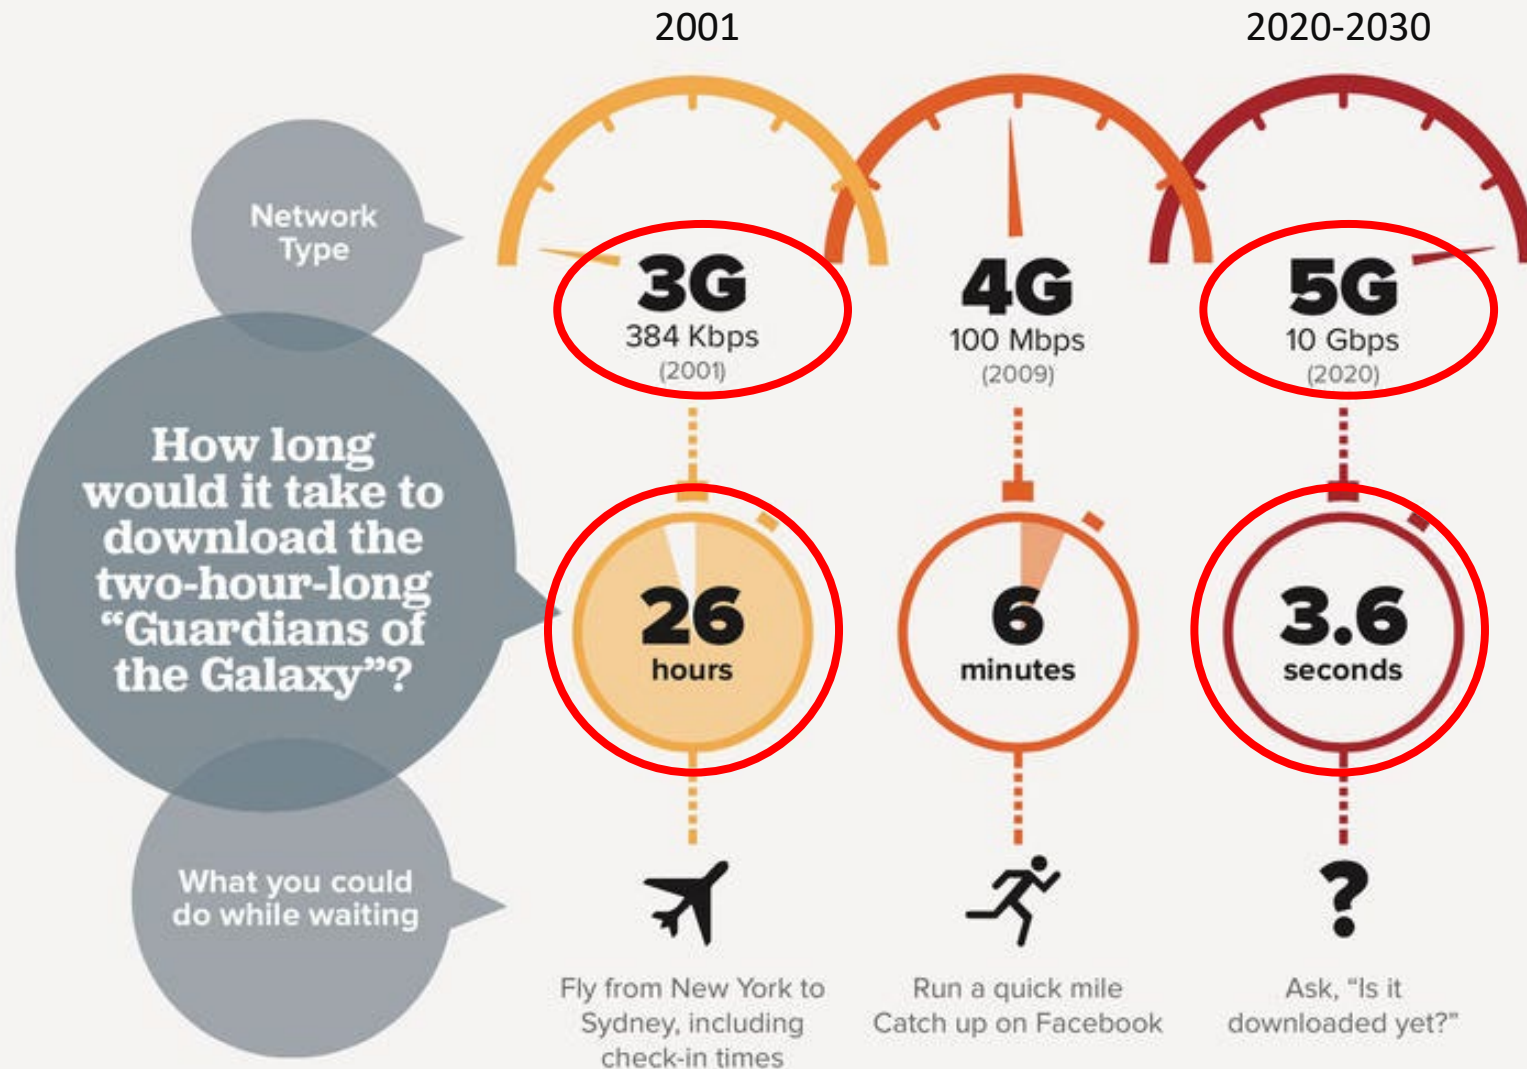 2001
2020-2030
Network
Type
3G
384 Kbps
(2001)
4G
100 Mbps
(2009)
5G
10 Gbps
(2020)
How long
would it take to
download the
two-hour-long
“Guardians of
the Galaxy”?
26
hours
6
minutes
3.6
seconds
What you could
do while waiting
?
Fly from New York to
Sydney, including
check-in times
Run a quick mile
Catch up on Facebook
Ask, “Is it
downloaded yet?”